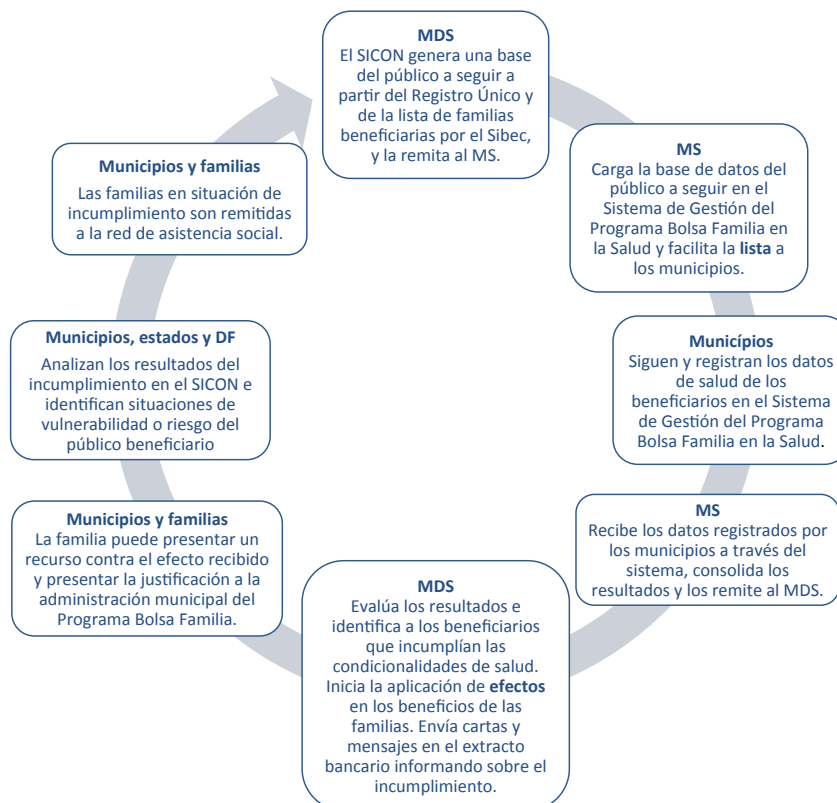 MDS
El SICON genera una base
del público a seguir a
partir del Registro Único y
de la lista de familias
beneficiarias por el Sibec,
y la remita al MS.
MS
Carga la base de datos del
público a seguir en el
Sistema de Gestión del
Programa Bolsa Familia en
la Salud y facilita la lista a
los municipios.
Municípios
Siguen y registran los datos
de salud de los
beneficiarios en el Sistema
de Gestión del Programa
Bolsa Familia en la Salud.
MS
Recibe los datos registrados por
los municipios a través del
sistema, consolida los
resultados y los remite al MDS.
MDS
Evalúa los resultados e
identifica a los beneficiarios
que incumplían las
condicionalidades de salud.
Inicia la aplicación de efectos
en los beneficios de las
familias. Envía cartas y
mensajes en el extracto
bancario informando sobre el
incumplimiento.
Municipios y familias
La familia puede presentar un
recurso contra el efecto recibido
y presentar la justificación a la
administración municipal del
Programa Bolsa Familia.
Municipios, estados y DF
Analizan los resultados del
incumplimiento en el SICON e
identifican situaciones de
vulnerabilidad o riesgo del
público beneficiario
Municipios y familias
Las familias en situación de
incumplimiento son remitidas
a la red de asistencia social.